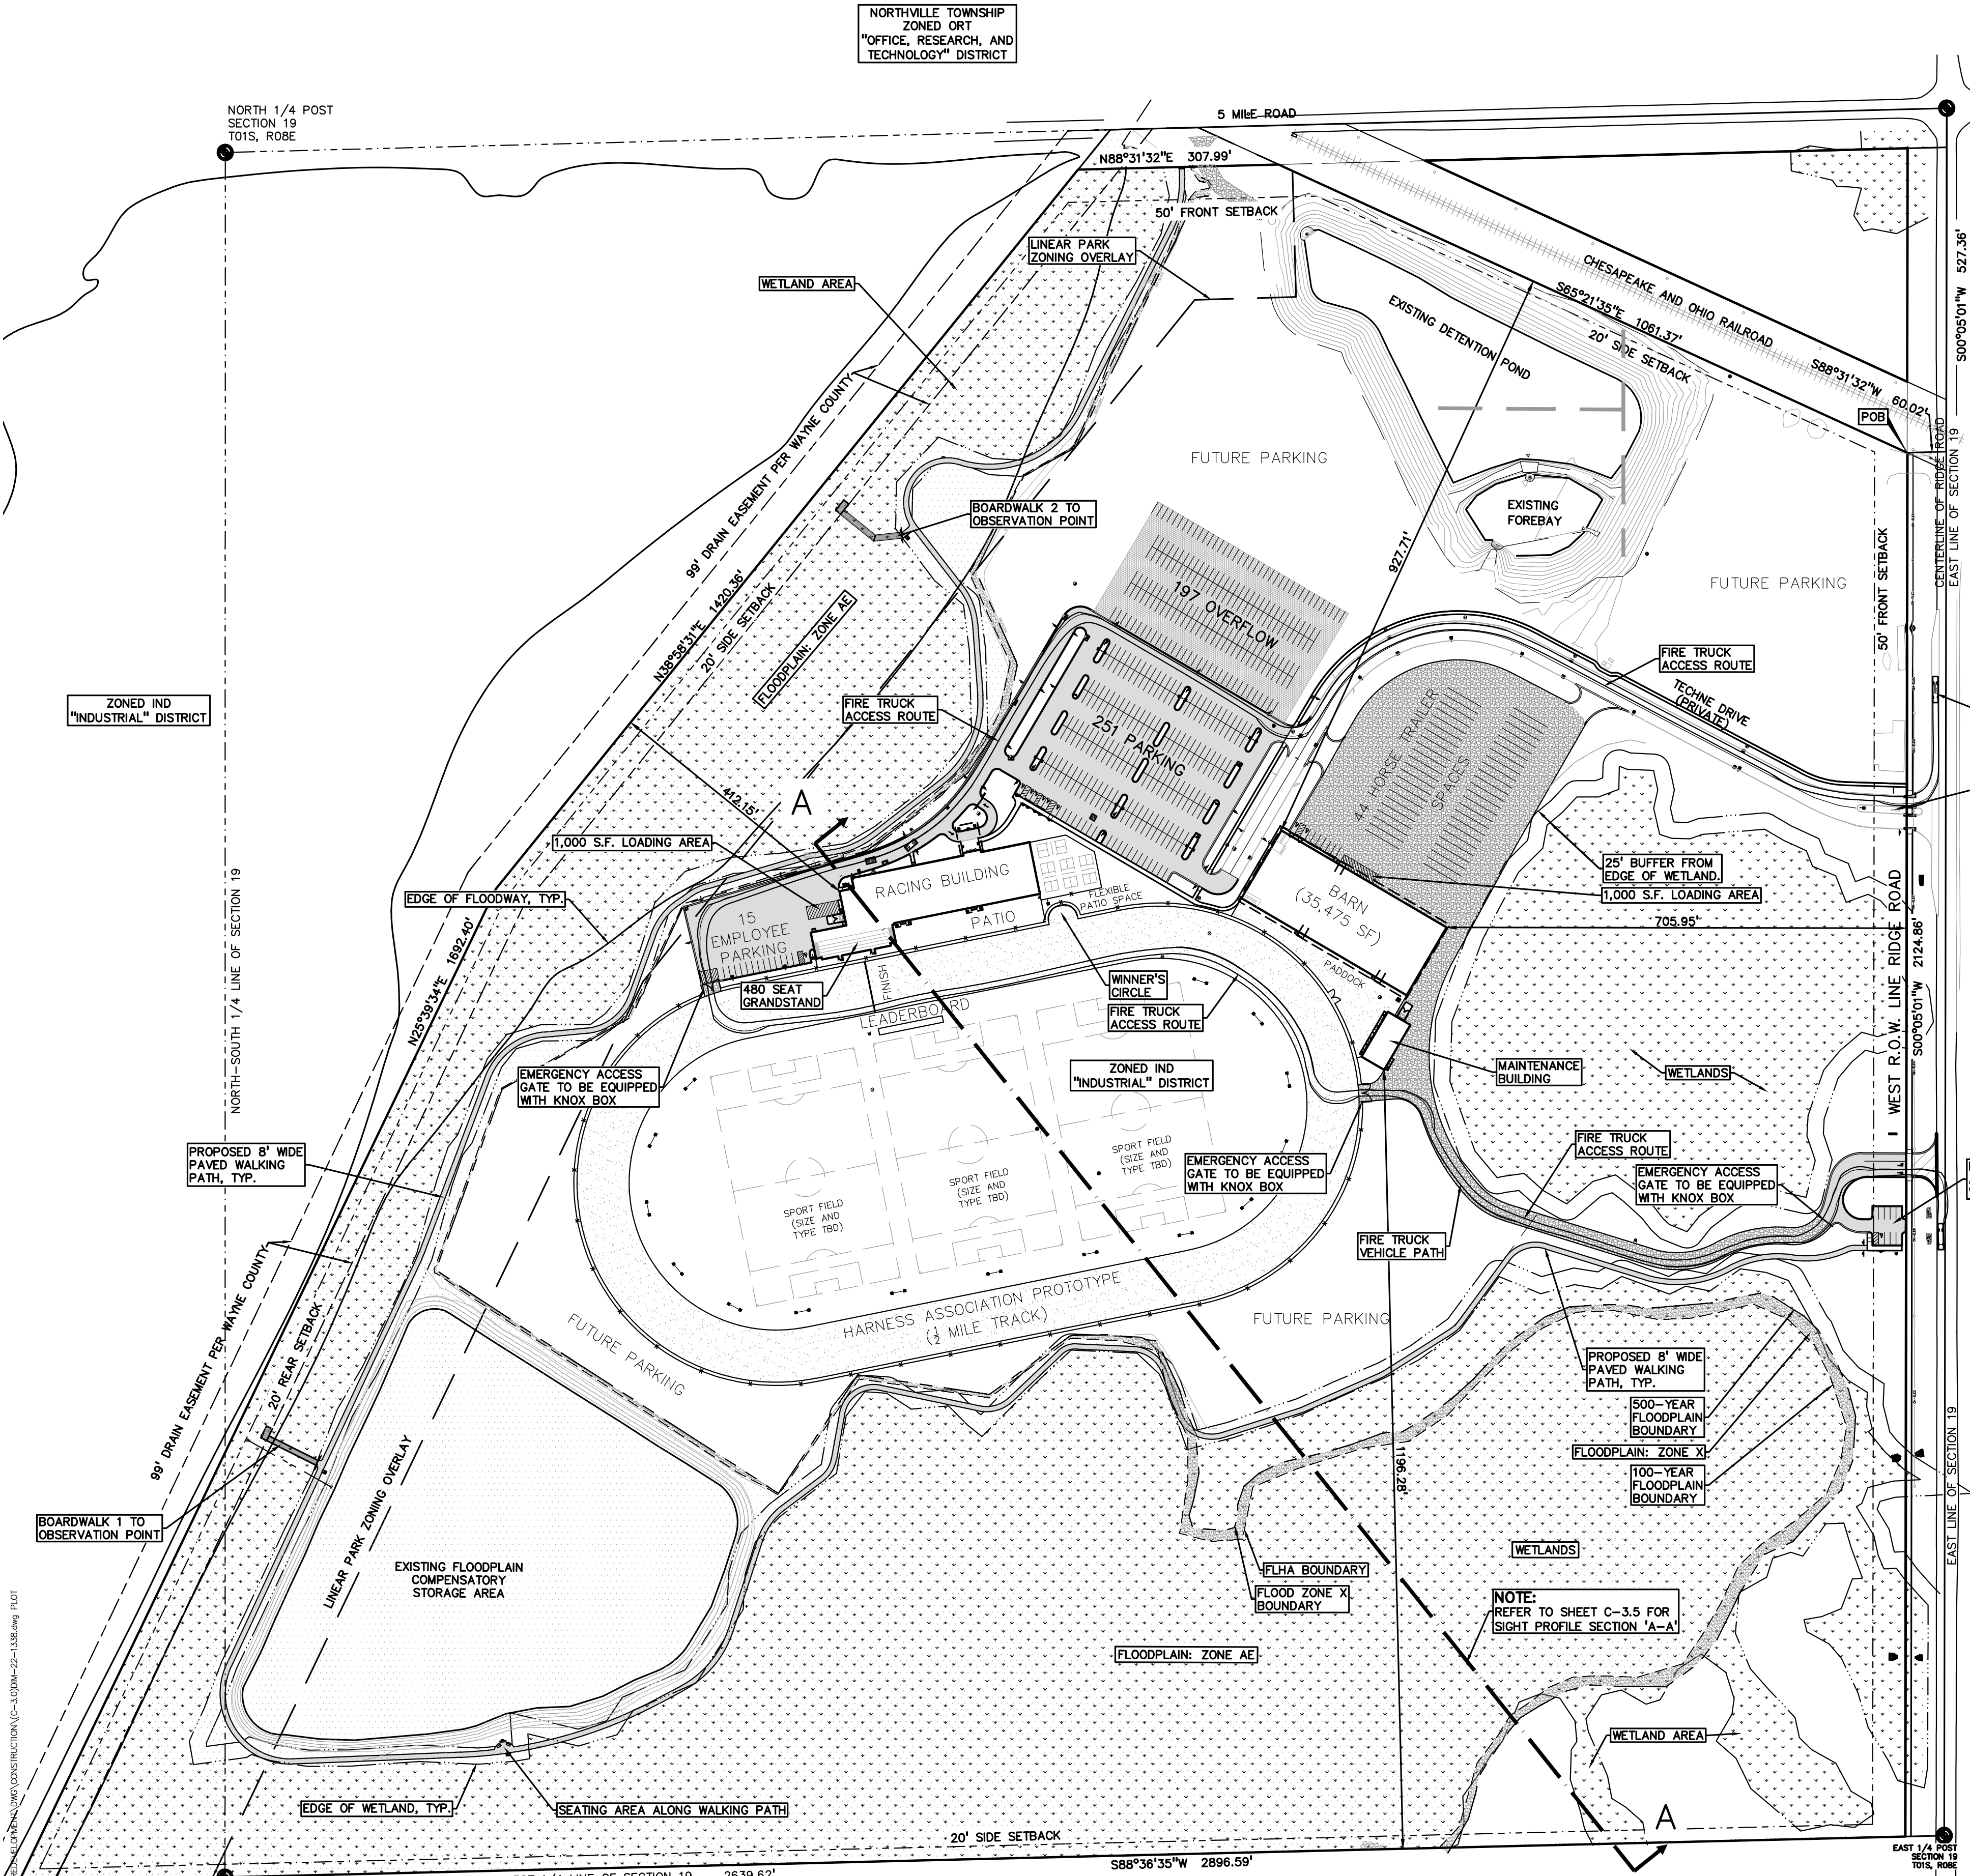 NORTHVILLE TOWNSHIP
ZONED ORT
"OFFICE, RESEARCH, AND
TECHNOLOGY" DISTRICT
NORTH 1/4 POST
SECTION 19
T01S, R08E
5 MILE ROAD
N88°31'32"E 307.99'
50' FRONT SETBACK
LINEAR PARK
ZONING OVERLAY
WETLAND AREA
CHESAPEAKE AND OHIO RAILROAD
S65°21'35"E 1061.37'
20' SIDE SETBACK
S88°31'32"W 60.02'
S00°05'01"W 527.36'
EXISTING DETENTION POND
POB
CENTERLINE OF RIDGE ROAD
EAST LINE OF SECTION 19
FUTURE PARKING
EXISTING
FOREBAY
FUTURE PARKING
50' FRONT SETBACK
99' DRAIN EASEMENT PER WAYNE COUNTY
N38°58'31"E 1420.36'
20' SIDE SETBACK
FLOODPLAIN: ZONE AE
BOARDWALK 2 TO
OBSERVATION POINT
927.71'
197 OVERFLOW
251 PARKING
FIRE TRUCK
ACCESS ROUTE
FIRE TRUCK
ACCESS ROUTE
TECHNE DRIVE
(PRIVATE)
44 HORSE TRAILER
SPACES
ZONED IND
"INDUSTRIAL" DISTRICT
412.15'
A
1,000 S.F. LOADING AREA
RACING BUILDING
PATIO
FLEXIBLE
PATIO SPACE
BARN
(35,475 SF)
PADDOCK
25' BUFFER FROM
EDGE OF WETLAND.
1,000 S.F. LOADING AREA
705.95'
EDGE OF FLOODWAY, TYP.
15
EMPLOYEE
PARKING
480 SEAT
GRANDSTAND
FINISH
LEADERBOARD
WINNER'S
CIRCLE
FIRE TRUCK
ACCESS ROUTE
WEST R.O.W. LINE RIDGE ROAD
S00°05'01"W 2124.86'
NORTH-SOUTH 1/4 LINE OF SECTION 19
N25°39'34"E 1692.40'
EMERGENCY ACCESS
GATE TO BE EQUIPPED
WITH KNOX BOX
ZONED IND
"INDUSTRIAL" DISTRICT
MAINTENANCE
BUILDING
WETLANDS
PROPOSED 8' WIDE
PAVED WALKING
PATH, TYP.
SPORT FIELD
(SIZE AND
TYPE TBD)
SPORT FIELD
(SIZE AND
TYPE TBD)
SPORT FIELD
(SIZE AND
TYPE TBD)
EMERGENCY ACCESS
GATE TO BE EQUIPPED
WITH KNOX BOX
FIRE TRUCK
ACCESS ROUTE
EMERGENCY ACCESS
GATE TO BE EQUIPPED
WITH KNOX BOX
FIRE TRUCK
VEHICLE PATH
HARNESS ASSOCIATION PROTOTYPE
(½ MILE TRACK)
FUTURE PARKING
FUTURE PARKING
99' DRAIN EASEMENT PER WAYNE COUNTY
20' REAR SETBACK
PROPOSED 8' WIDE
PAVED WALKING
PATH, TYP.
500-YEAR
FLOODPLAIN
BOUNDARY
FLOODPLAIN: ZONE X
100-YEAR
FLOODPLAIN
BOUNDARY
1196.28'
EAST LINE OF SECTION 19
BOARDWALK 1 TO
OBSERVATION POINT
LINEAR PARK ZONING OVERLAY
EXISTING FLOODPLAIN
COMPENSATORY
STORAGE AREA
WETLANDS
FLHA BOUNDARY
FLOOD ZONE X
BOUNDARY
NOTE:
REFER TO SHEET C-3.5 FOR
SIGHT PROFILE SECTION 'A-A'
FLOODPLAIN: ZONE AE
WETLAND AREA
EDGE OF WETLAND, TYP.
SEATING AREA ALONG WALKING PATH
A
20' SIDE SETBACK
S88°36'35"W 2896.59'
1/4 LINE OF SECTION 19 2639.62'
EAST 1/4 POST
SECTION 19
T01S, R08E
\DWG\CONSTRUCTION\(C-3.0)DIM-22-1338.dwg PLOT